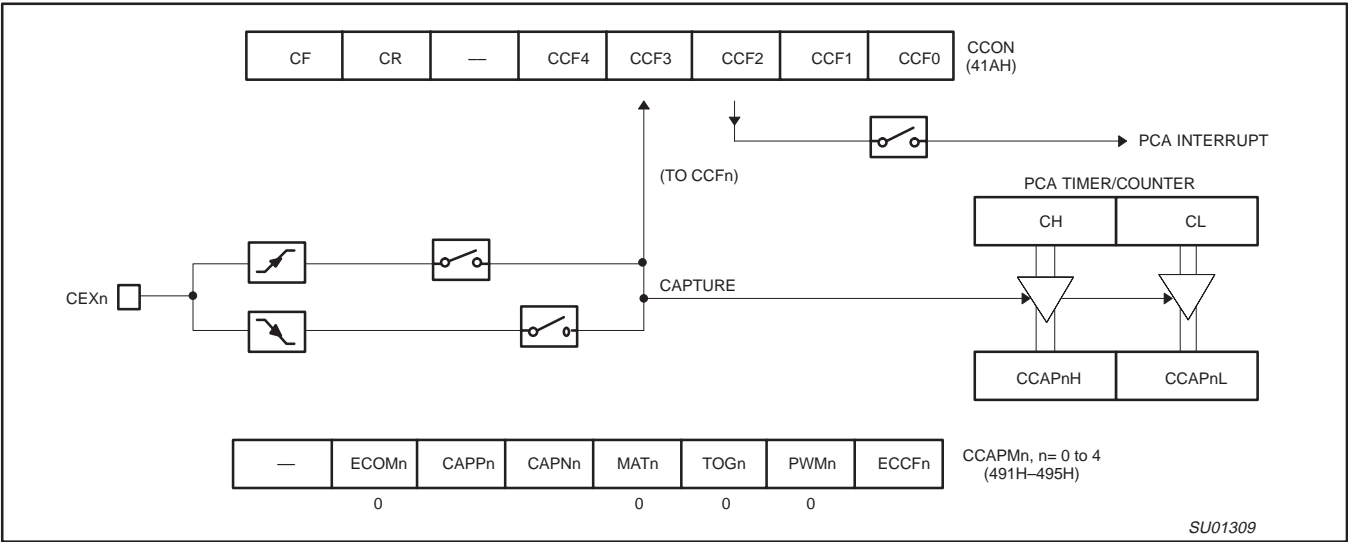 CF CR — CCF4 CCF3 CCF2 CCF1 CCF0
CCON
(41AH)
PCA INTERRUPT
(TO CCFn)
PCA TIMER/COUNTER
CH CL
CEXn
CAPTURE
CCAPnH CCAPnL
— ECOMn CAPPn CAPNn MATn TOGn PWMn ECCFn
CCAPMn, n= 0 to 4
(491H–495H)
0 0 0 0
SU01309